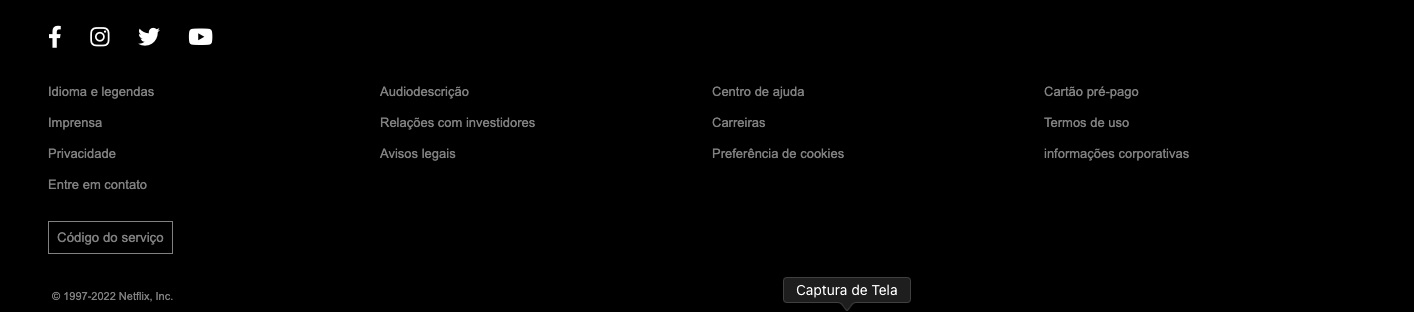 Idioma e legendas
Audiodescrição
Centro de ajuda
Cartão pré-pago
Imprensa
Relações com investidores
Carreiras
Termos de uso
Privacidade
Avisos legais
Preferência de cookies
informações corporativas
Entre em contato
Código do serviço
© 1997-2022 Netflix, Inc.
Captura de Tela